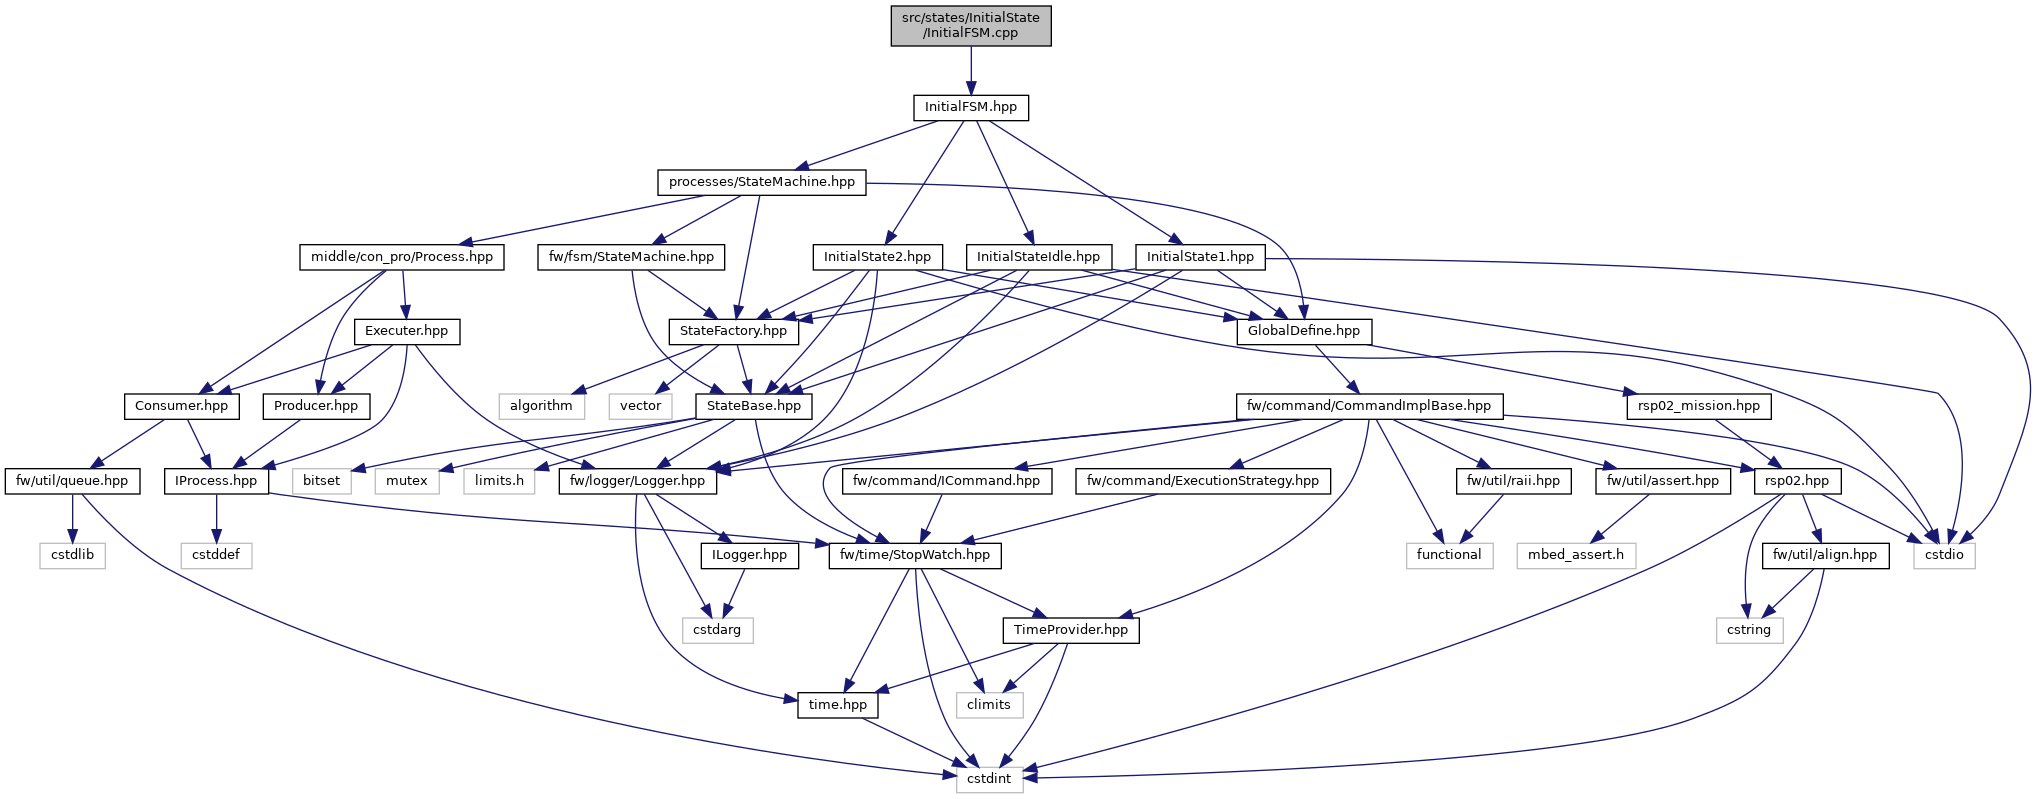 src/states/InitialState
/InitialFSM.cpp
InitialFSM.hpp
processes/StateMachine.hpp
middle/con_pro/Process.hpp
fw/fsm/StateMachine.hpp
InitialState2.hpp
InitialStateIdle.hpp
InitialState1.hpp
Executer.hpp
StateFactory.hpp
GlobalDefine.hpp
Consumer.hpp
Producer.hpp
algorithm
vector
StateBase.hpp
fw/command/CommandImplBase.hpp
rsp02_mission.hpp
fw/util/queue.hpp
IProcess.hpp
bitset
mutex
limits.h
fw/logger/Logger.hpp
fw/command/ICommand.hpp
fw/command/ExecutionStrategy.hpp
fw/util/raii.hpp
fw/util/assert.hpp
rsp02.hpp
cstdlib
cstddef
ILogger.hpp
fw/time/StopWatch.hpp
functional
mbed_assert.h
fw/util/align.hpp
cstdio
cstdarg
TimeProvider.hpp
cstring
time.hpp
climits
cstdint